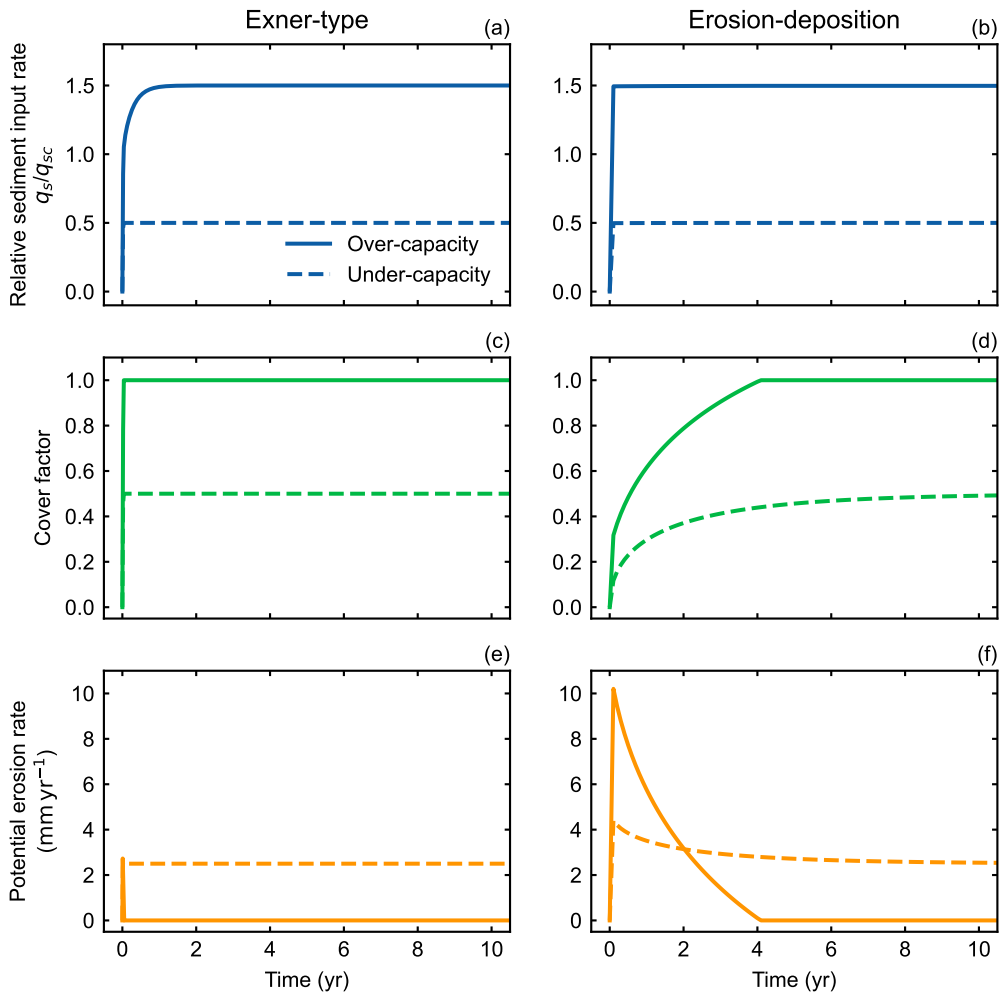 Exner-type
Erosion-deposition
(a)
(b)
Relative sediment input rate
qs/qsc
1.5
1.0
0.5
0.0
Over-capacity
Under-capacity
1.5
1.0
0.5
0.0
(c)
(d)
Cover factor
1.0
0.8
0.6
0.4
0.2
0.0
1.0
0.8
0.6
0.4
0.2
0.0
(e)
(f)
Potential erosion rate
(mm yr−1)
10
8
6
4
2
0
10
8
6
4
2
0
0 2 4 6 8 10
0 2 4 6 8 10
Time (yr)
Time (yr)